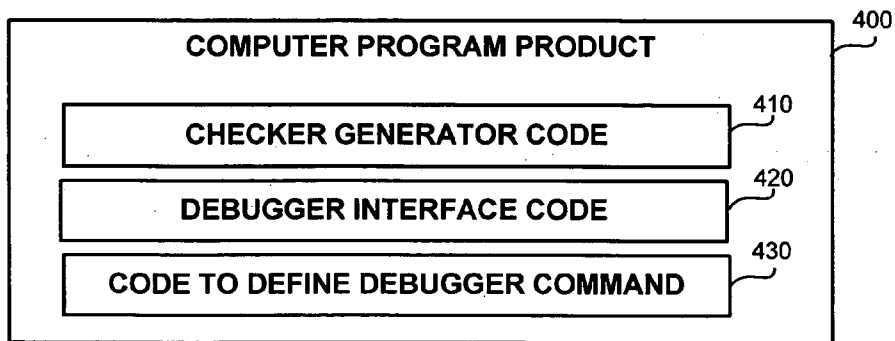 400
COMPUTER PROGRAM PRODUCT
410
CHECKER GENERATOR CODE
420
DEBUGGER INTERFACE CODE
430
CODE TO DEFINE DEBUGGER COMMAND